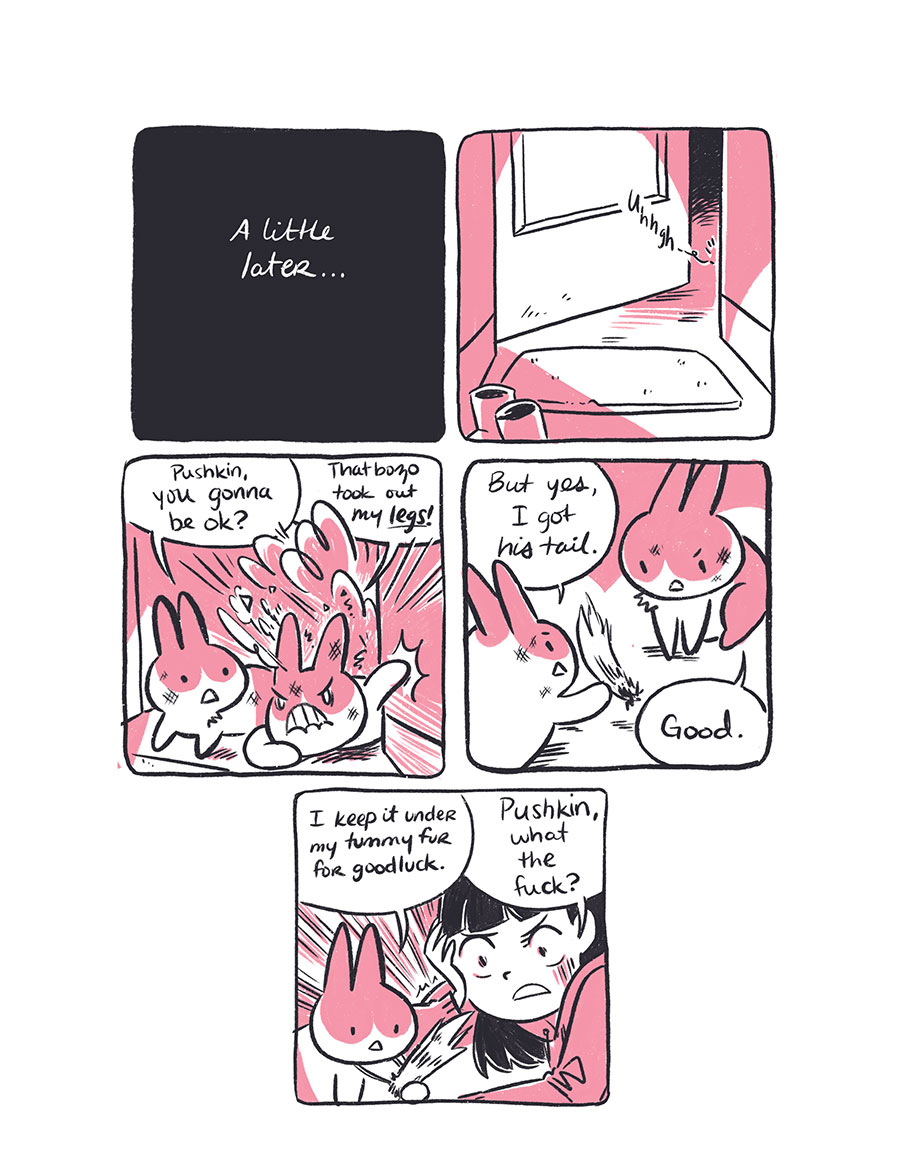 A little
later...
Uhhgh...
Pushkin,
you gonna
be ok?
That bozo
took out
my legs!
But yes,
I got
his tail.
Good.
I keep it under
my tummy fur
for goodluck.
Pushkin,
what
the
fuck?